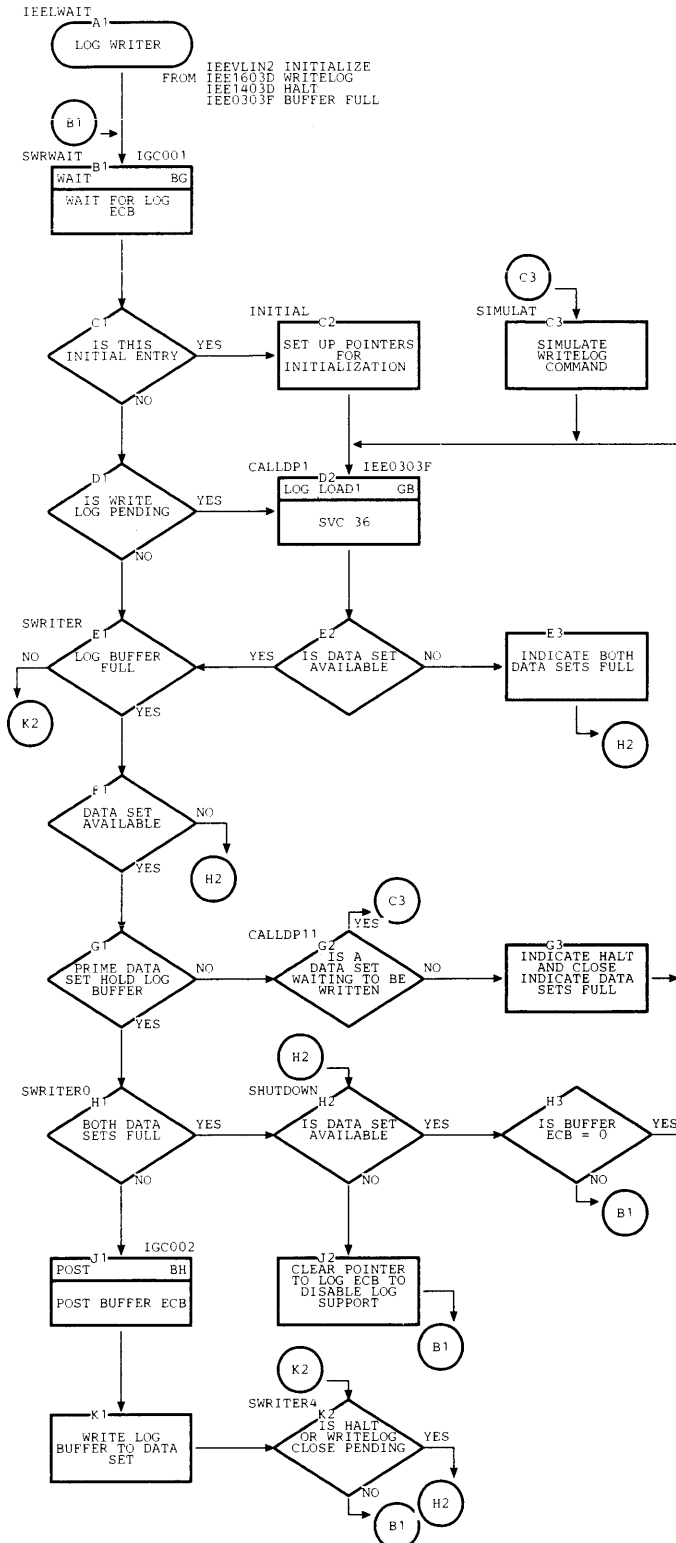 IEELWAIT
A1
LOG WRITER
IEEVLIN2 INITIALIZE
FROM IEE1603D WRITELOG
IEE1403D HALT
IEE0303F BUFFER FULL
B1
SWRWAIT
IGC001
B1
WAIT
BG
WAIT FOR LOG
ECB
C3
C1
IS THIS
INITIAL ENTRY
YES
NO
INITIAL
C2
SET UP POINTERS
FOR
INITIALIZATION
SIMULAT
C3
SIMULATE
WRITELOG
COMMAND
D1
IS WRITE
LOG PENDING
YES
NO
CALLDP1
IEE0303F
D2
LOG LOAD1
GB
SVC 36
SWRITER
E1
LOG BUFFER
FULL
NO
K2
YES
E2
IS DATA SET
AVAILABLE
YES
NO
E3
INDICATE BOTH
DATA SETS FULL
H2
F1
DATA SET
AVAILABLE
NO
H2
YES
G1
PRIME DATA
SET HOLD LOG
BUFFER
NO
YES
CALLDP11
C3
YES
G2
IS A
DATA SET
WAITING TO BE
WRITTEN
NO
G3
INDICATE HALT
AND CLOSE
INDICATE DATA
SETS FULL
H2
SWRITER0
H1
BOTH DATA
SETS FULL
YES
NO
SHUTDOWN
H2
IS DATA SET
AVAILABLE
YES
NO
H3
IS BUFFER
ECB = 0
YES
NO
B1
IGC002
J1
POST
BH
POST BUFFER ECB
J2
CLEAR POINTER
TO LOG ECB TO
DISABLE LOG
SUPPORT
B1
K1
WRITE LOG
BUFFER TO DATA
SET
K2
SWRITER4
K2
IS HALT
OR WRITELOG
CLOSE PENDING
YES
NO
B1
H2